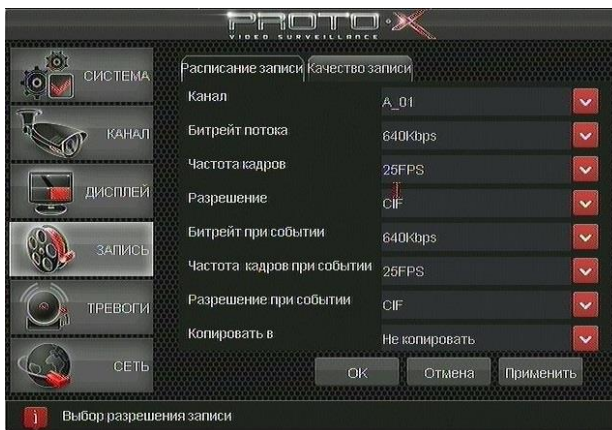 PROTO-X
VIDEO SURVEILLANCE
СИСТЕМА
КАНАЛ
ДИСПЛЕЙ
ЗАПИСЬ
ТРЕВОГИ
СЕТЬ
Расписание записи Качество записи
Канал A_01
Битрейт потока 640Kbps
Частота кадров 25FPS
Разрешение CIF
Битрейт при событии 640Kbps
Частота кадров при событии 25FPS
Разрешение при событии CIF
Копировать в Не копировать
OK Отмена Применить
i Выбор разрешения записи